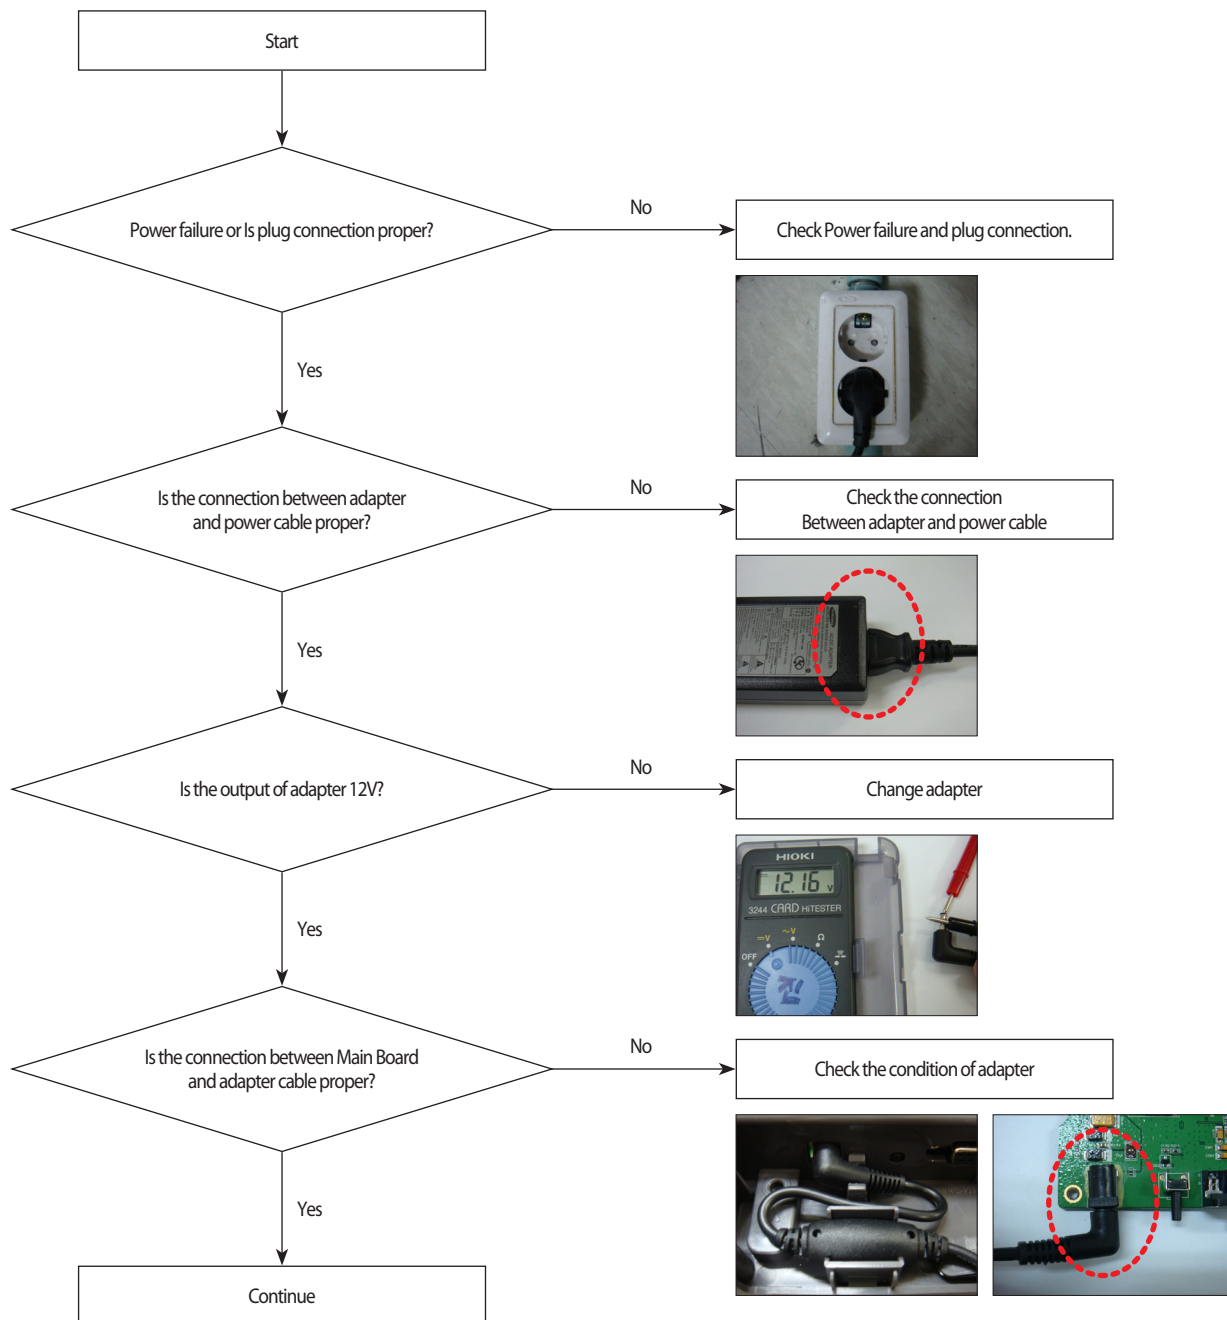 Start
Power failure or Is plug connection proper?
No
Check Power failure and plug connection.
Yes
Is the connection between adapter
and power cable proper?
No
Check the connection
Between adapter and power cable
Yes
Is the output of adapter 12V?
No
Change adapter
HIOKI
12.16 V
3244 CARD HiTESTER
OFF ⎓V ~V Ω
Yes
Is the connection between Main Board
and adapter cable proper?
No
Check the condition of adapter
Yes
Continue